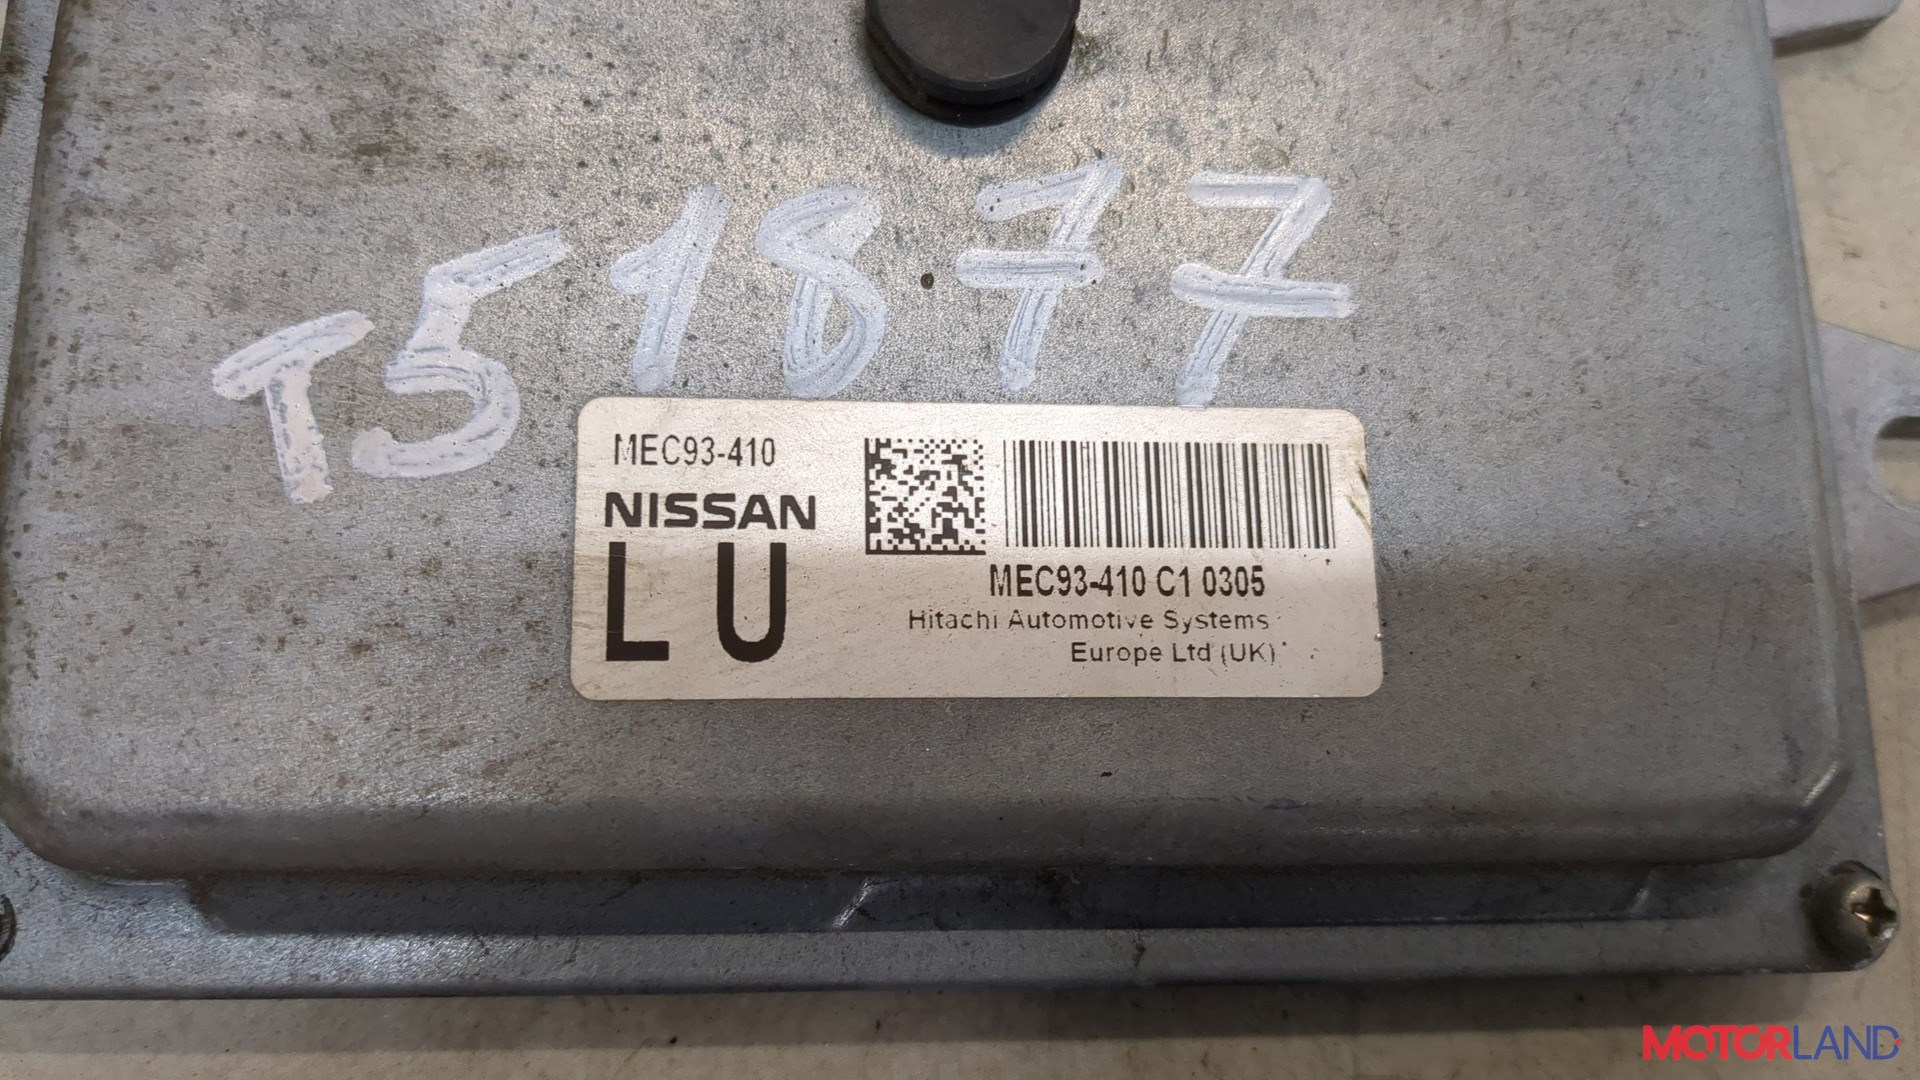 T51877
MEC93-410
NISSAN
LU
MEC93-410 C1 0305
Hitachi Automotive Systems
Europe Ltd (UK)
MOTORLAND